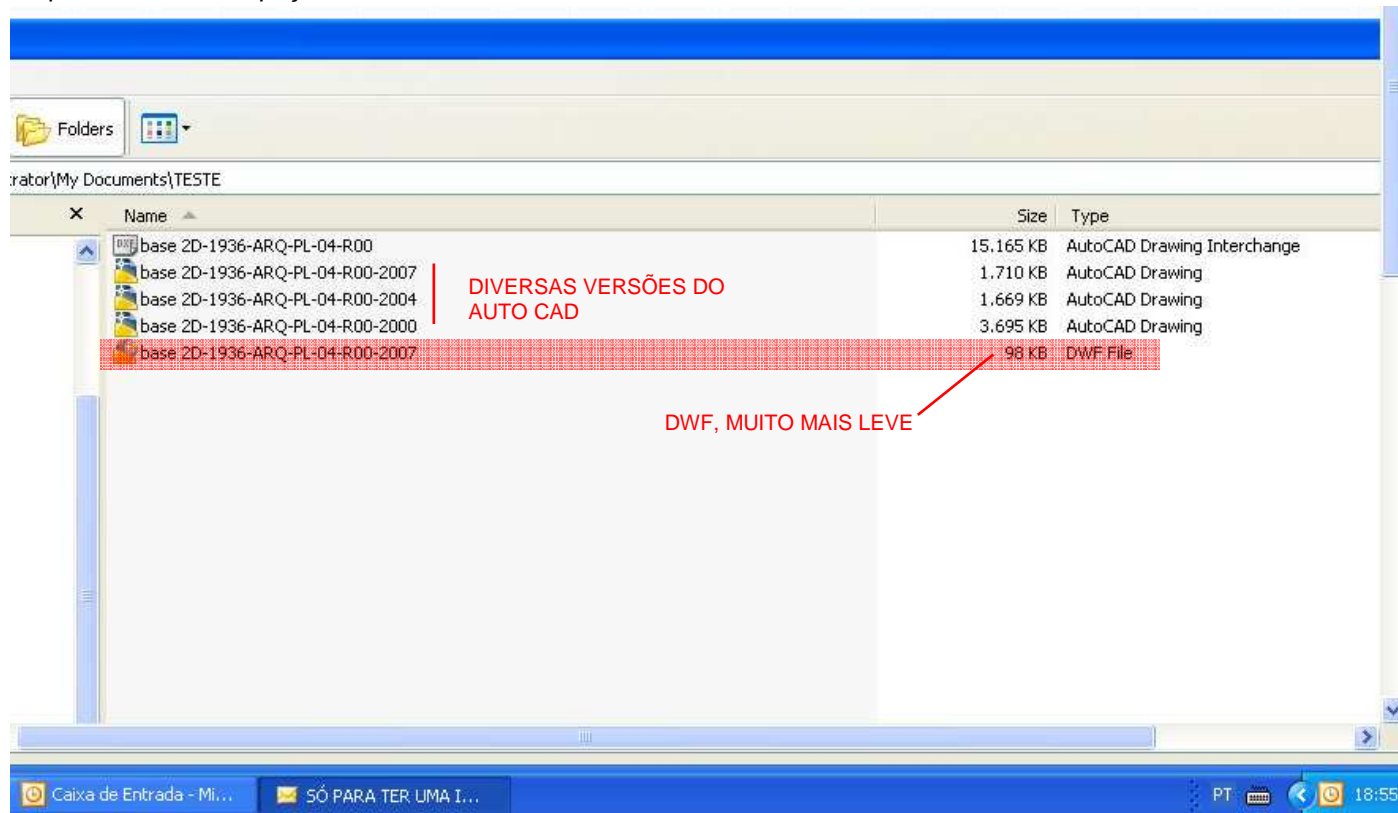 Folders
trator\My Documents\TESTE
Name Size Type
DXF base 2D-1936-ARQ-PL-04-R00 15.165 KB AutoCAD Drawing Interchange
base 2D-1936-ARQ-PL-04-R00-2007 1.710 KB AutoCAD Drawing
base 2D-1936-ARQ-PL-04-R00-2004 1.669 KB AutoCAD Drawing
base 2D-1936-ARQ-PL-04-R00-2000 3.695 KB AutoCAD Drawing
base 2D-1936-ARQ-PL-04-R00-2007 98 KB DWF File
DIVERSAS VERSÕES DO
AUTO CAD
DWF, MUITO MAIS LEVE
Caixa de Entrada - Mi... SÓ PARA TER UMA I... PT 18:55